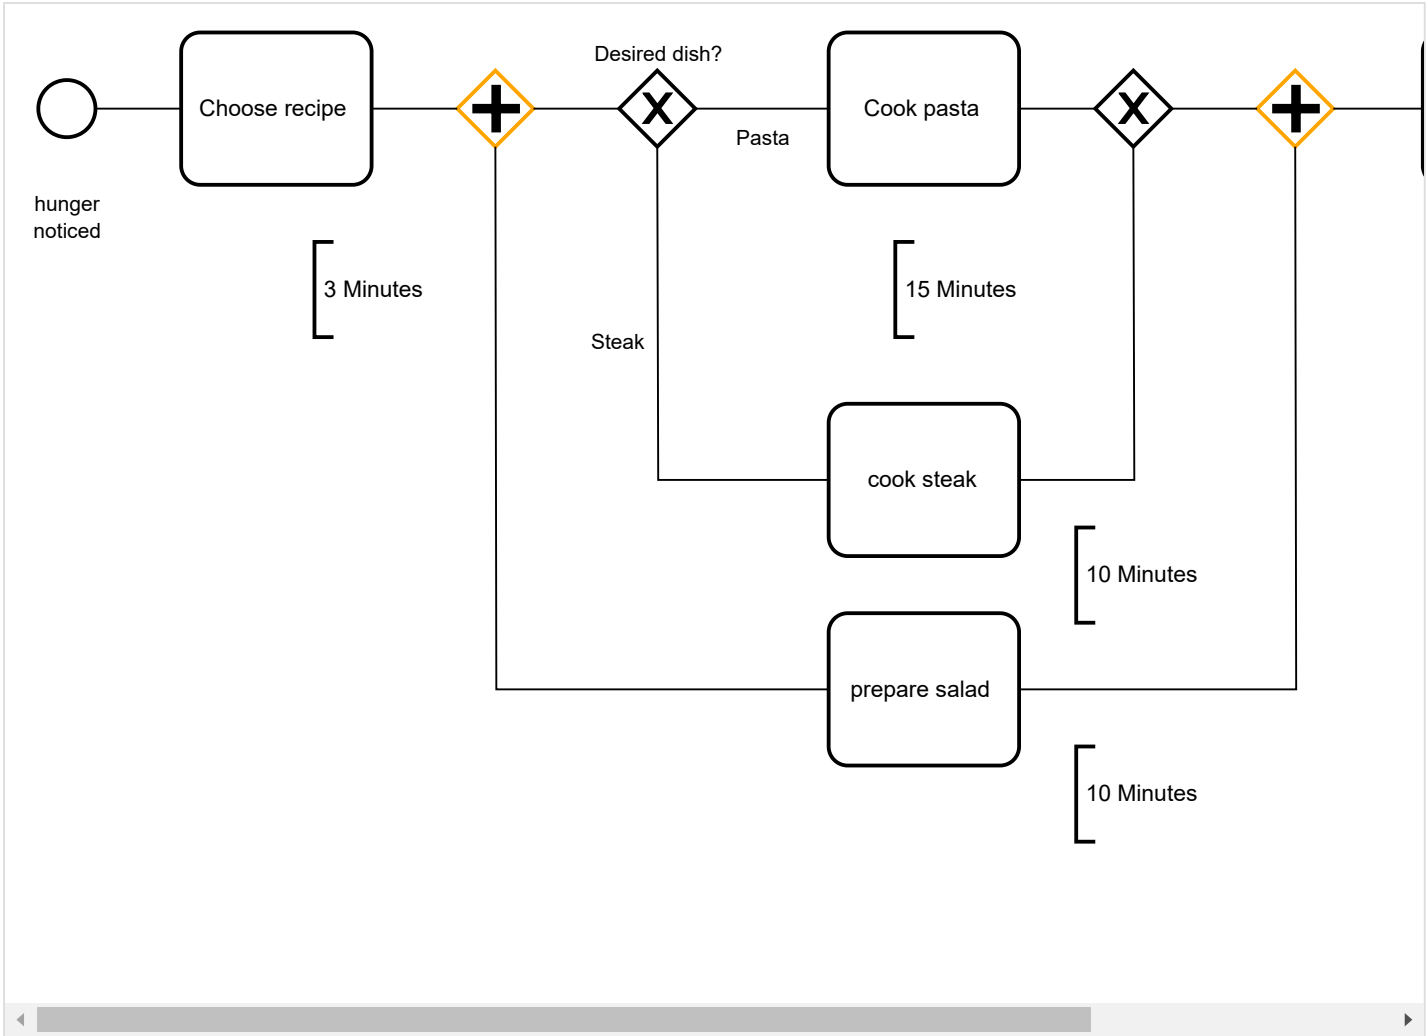 Desired dish?
Choose recipe
X
Cook pasta
X
Pasta
hunger
noticed
3 Minutes
15 Minutes
Steak
cook steak
10 Minutes
prepare salad
10 Minutes